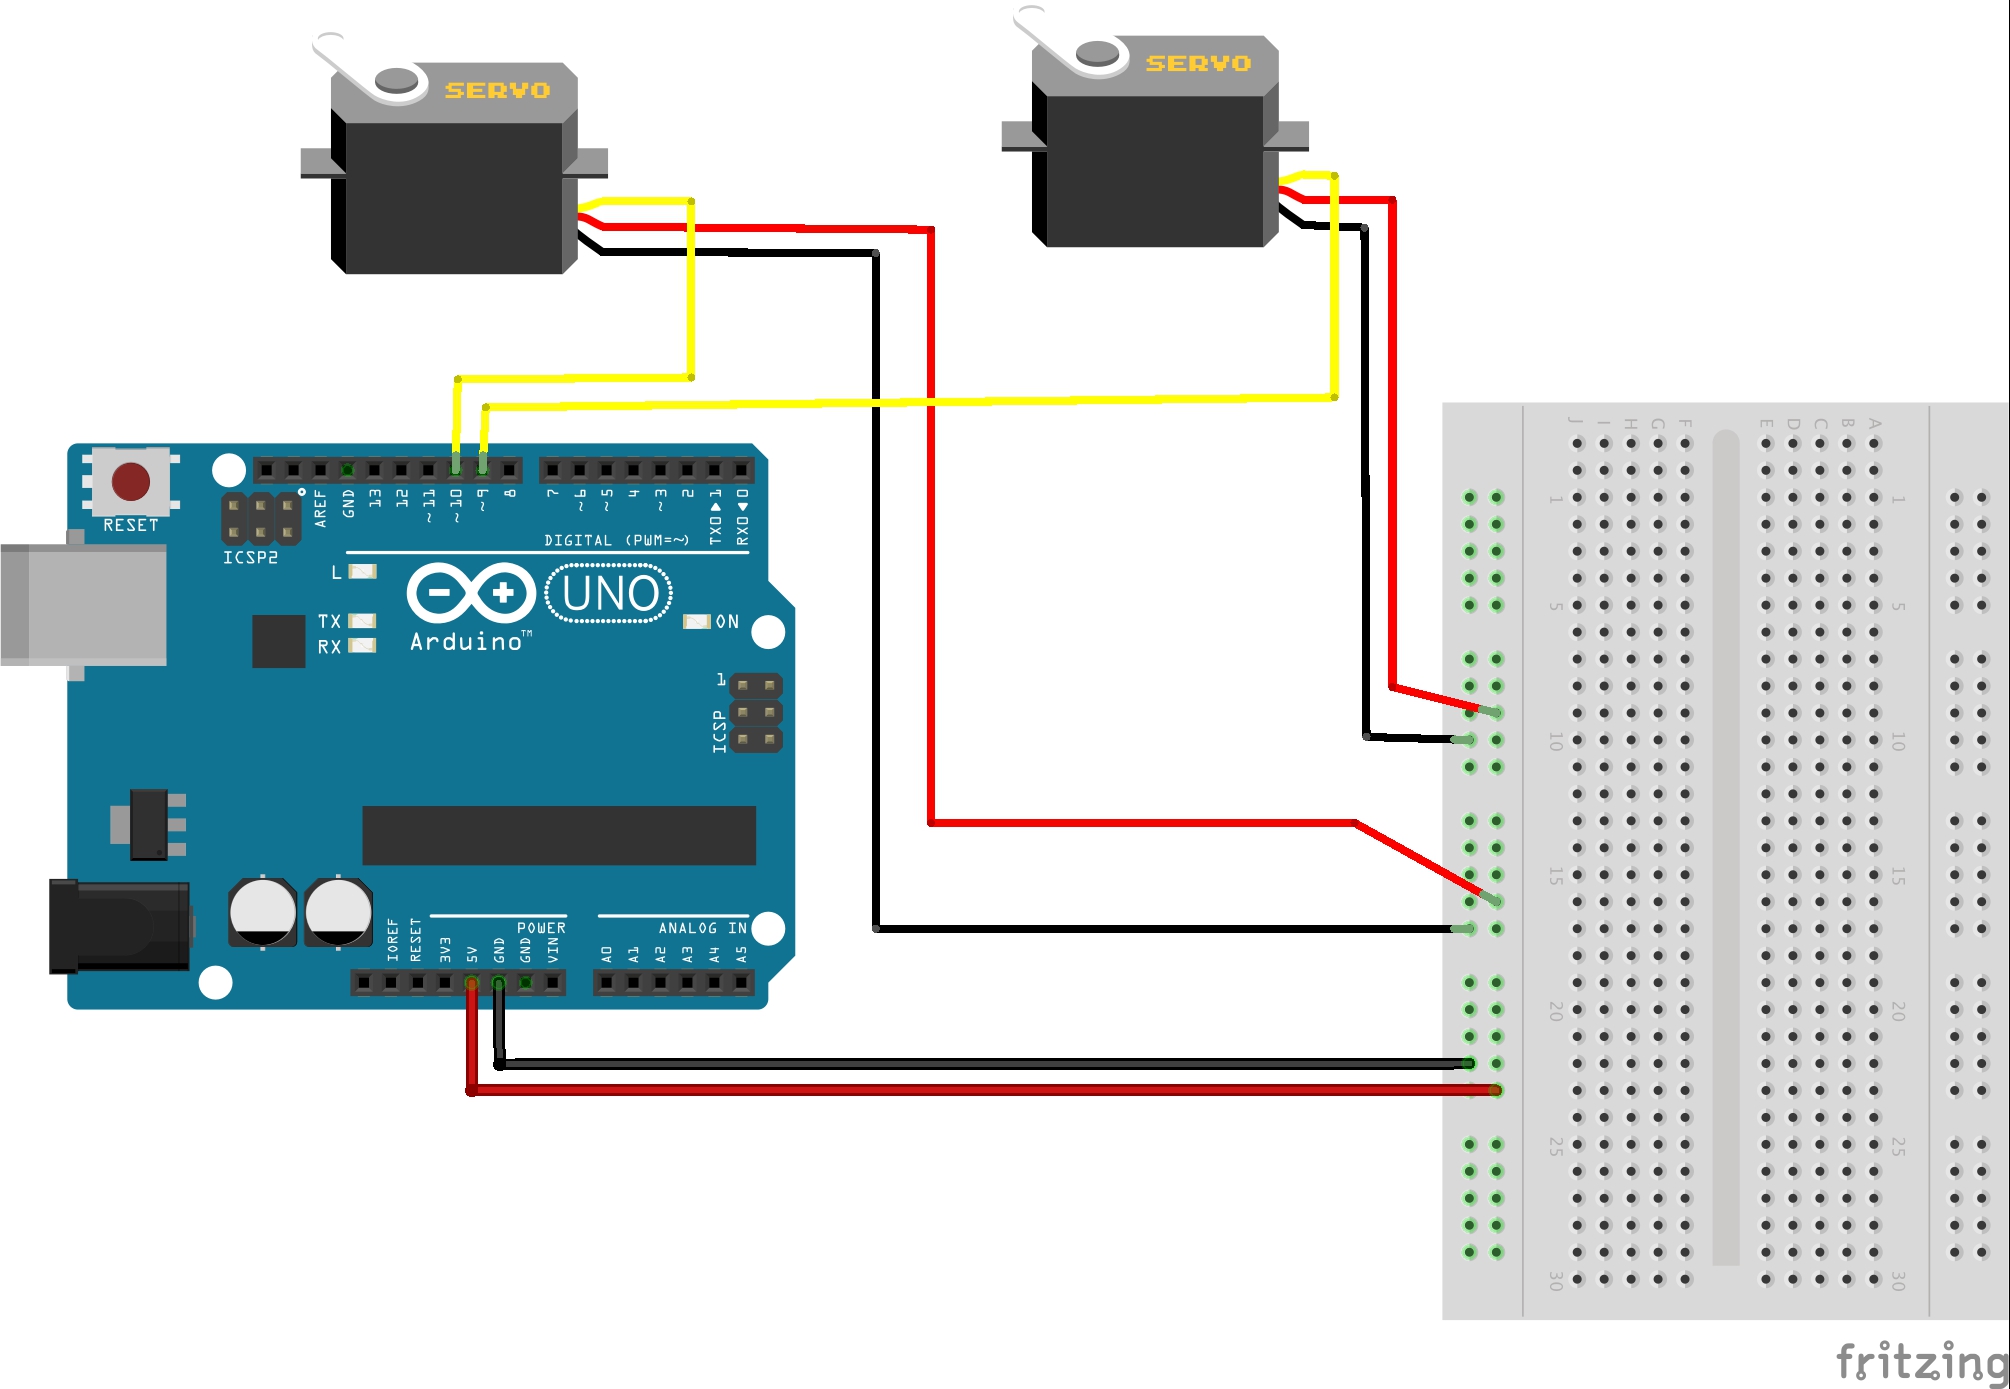 SERVO
SERVO
RESET
ICSP2
AREF
GND
13
12
~11
~10
~9
8
7
~6
~5
4
~3
2
TX0▶1
RX0◀0
DIGITAL (PWM=~)
L
TX
RX
UNO
Arduino™
ON
1
ICSP
POWER
ANALOG IN
IOREF
RESET
3V3
5V
GND
GND
VIN
A0
A1
A2
A3
A4
A5
J I H G F E D C B A
1 1
5 5
10 10
15 15
20 20
25 25
30 30
fritzing